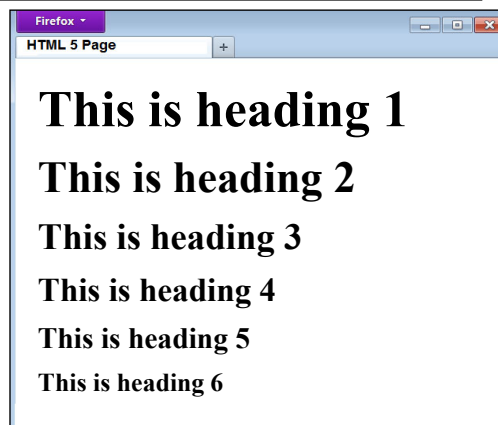 Firefox
HTML 5 Page
This is heading 1
This is heading 2
This is heading 3
This is heading 4
This is heading 5
This is heading 6